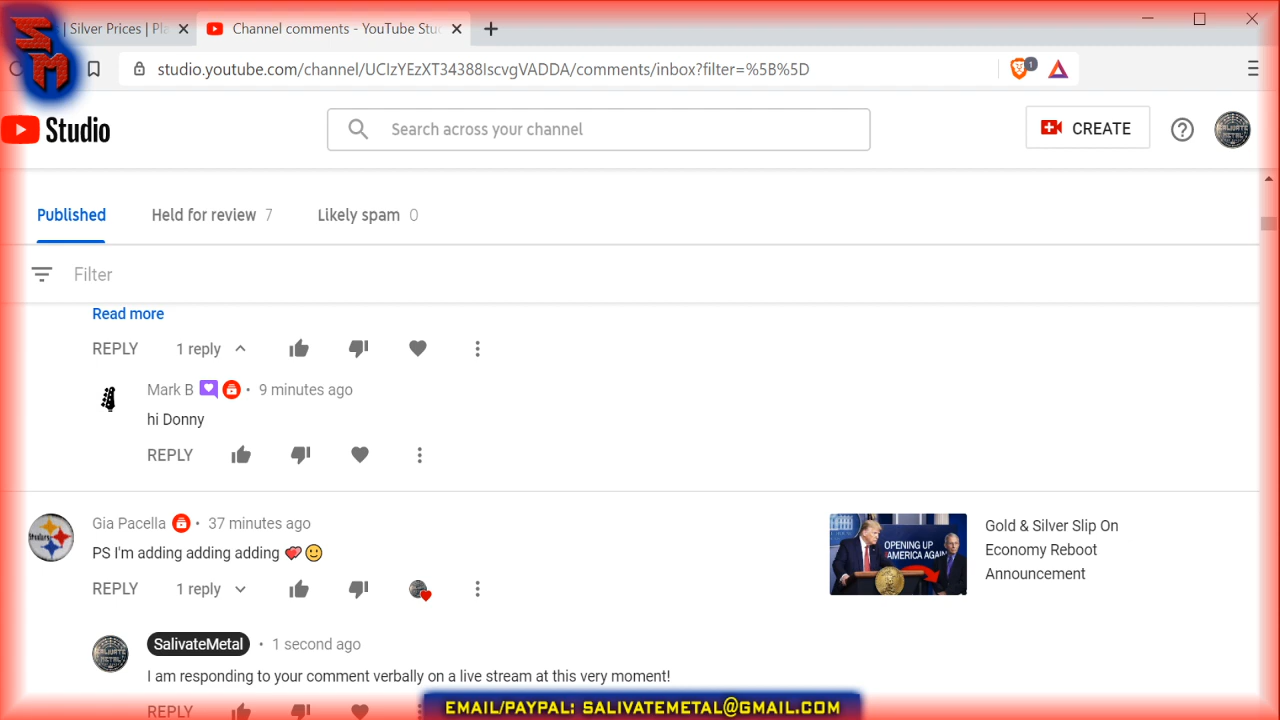 SM
| Silver Prices | Pla
Channel comments - YouTube Stu
studio.youtube.com/channel/UCIzYEzXT34388IscvgVADDA/comments/inbox?filter=%5B%5D
1
Studio
Search across your channel
CREATE
Published
Held for review 7
Likely spam 0
Filter
Read more
REPLY
1 reply
Mark B • 9 minutes ago
hi Donny
REPLY
Gia Pacella • 37 minutes ago
PS I'm adding adding adding
REPLY
1 reply
OPENING UP
AMERICA AGAIN
Gold & Silver Slip On
Economy Reboot
Announcement
SalivateMetal • 1 second ago
I am responding to your comment verbally on a live stream at this very moment!
REPLY
EMAIL/PAYPAL: SALIVATEMETAL@GMAIL.COM